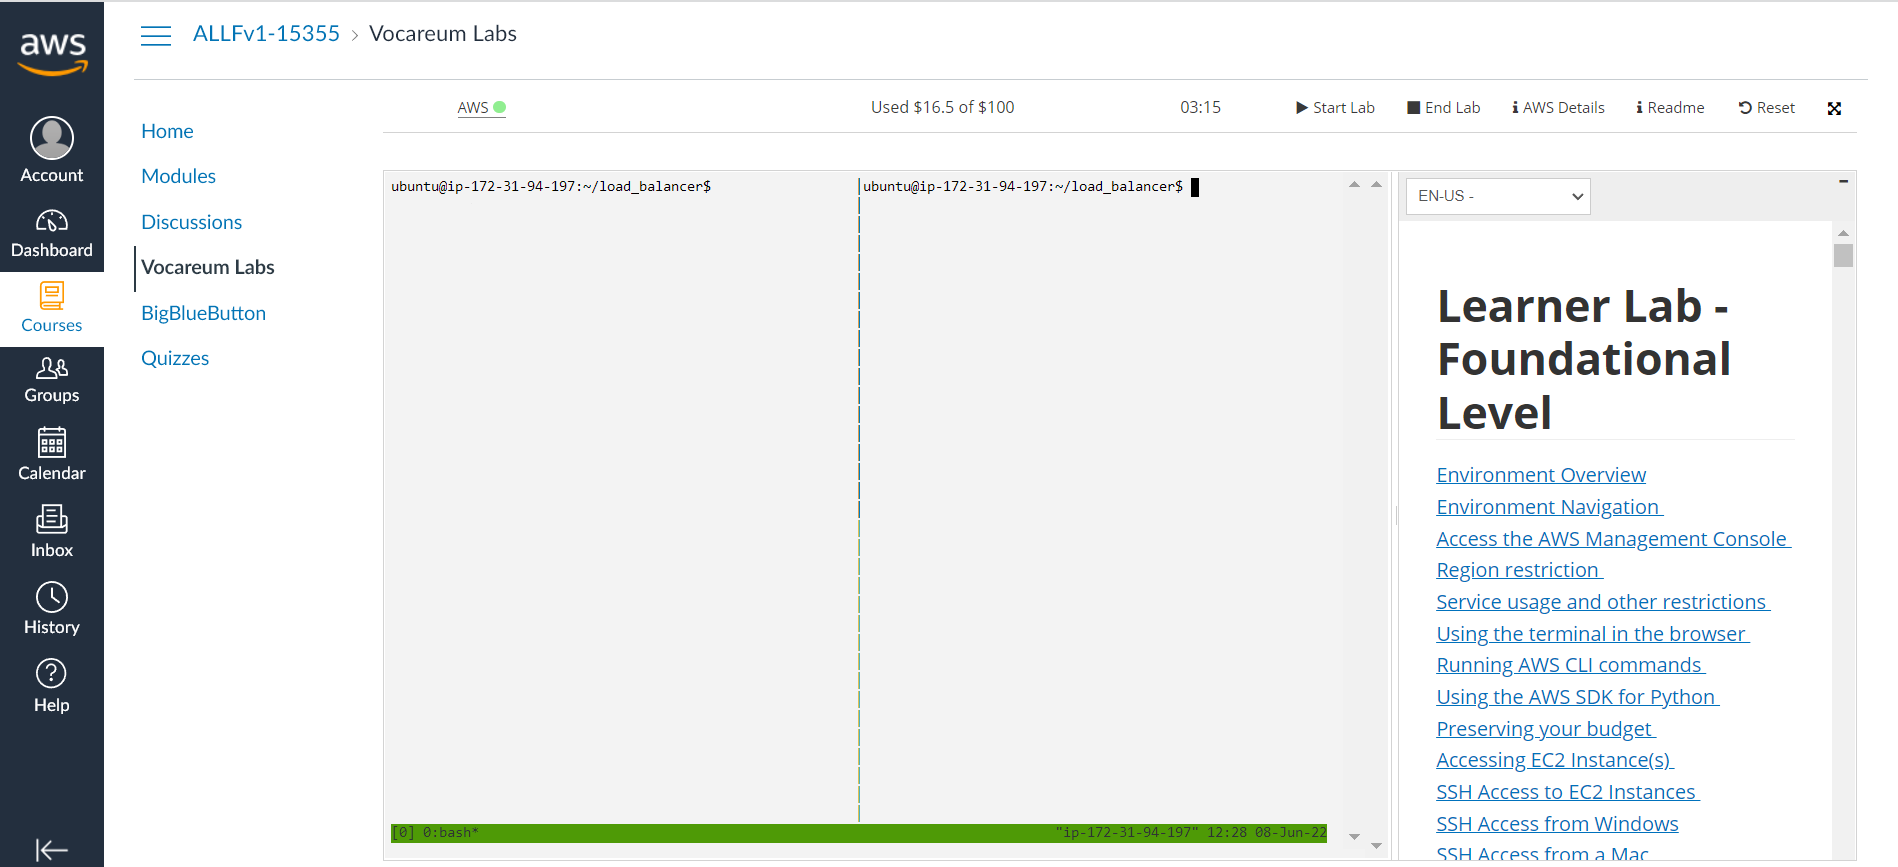 aws
Account
Dashboard
Courses
Groups
Calendar
Inbox
History
Help
ALLFv1-15355 › Vocareum Labs
Home
Modules
Discussions
Vocareum Labs
BigBlueButton
Quizzes
AWS Used $16.5 of $100 03:15 Start Lab End Lab AWS Details Readme Reset
ubuntu@ip-172-31-94-197:~/load_balancer$
ubuntu@ip-172-31-94-197:~/load_balancer$
[0] 0:bash* "ip-172-31-94-197" 12:28 08-Jun-22
EN-US -
Learner Lab -
Foundational
Level
Environment Overview
Environment Navigation
Access the AWS Management Console
Region restriction
Service usage and other restrictions
Using the terminal in the browser
Running AWS CLI commands
Using the AWS SDK for Python
Preserving your budget
Accessing EC2 Instance(s)
SSH Access to EC2 Instances
SSH Access from Windows
SSH Access from a Mac